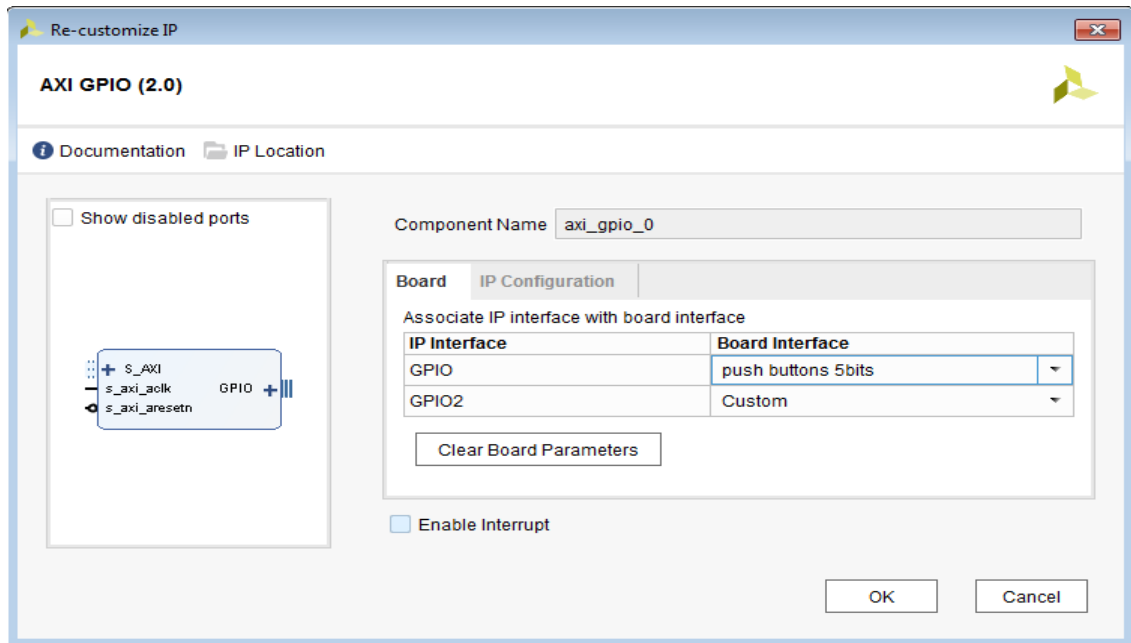 Re-customize IP
AXI GPIO (2.0)
Documentation IP Location
Show disabled ports
S_AXI
s_axi_aclk GPIO
s_axi_aresetn
Component Name axi_gpio_0
Board IP Configuration
Associate IP interface with board interface
IP Interface Board Interface
GPIO push buttons 5bits
GPIO2 Custom
Clear Board Parameters
Enable Interrupt
OK Cancel